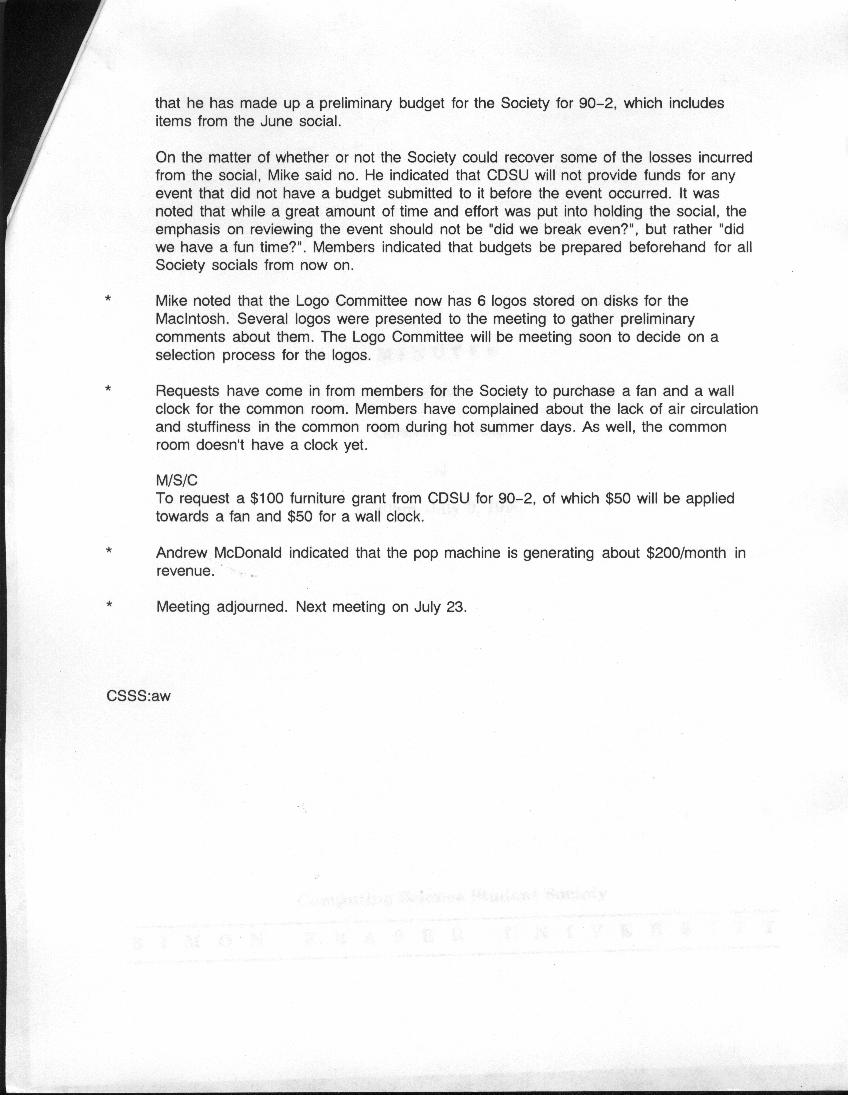 that he has made up a preliminary budget for the Society for 90-2, which includes
items from the June social.
On the matter of whether or not the Society could recover some of the losses incurred
from the social, Mike said no. He indicated that CDSU will not provide funds for any
event that did not have a budget submitted to it before the event occurred. It was
noted that while a great amount of time and effort was put into holding the social, the
emphasis on reviewing the event should not be "did we break even?", but rather "did
we have a fun time?". Members indicated that budgets be prepared beforehand for all
Society socials from now on.
* Mike noted that the Logo Committee now has 6 logos stored on disks for the
MacIntosh. Several logos were presented to the meeting to gather preliminary
comments about them. The Logo Committee will be meeting soon to decide on a
selection process for the logos.
* Requests have come in from members for the Society to purchase a fan and a wall
clock for the common room. Members have complained about the lack of air circulation
and stuffiness in the common room during hot summer days. As well, the common
room doesn't have a clock yet.
M/S/C
To request a $100 furniture grant from CDSU for 90-2, of which $50 will be applied
towards a fan and $50 for a wall clock.
* Andrew McDonald indicated that the pop machine is generating about $200/month in
revenue.
* Meeting adjourned. Next meeting on July 23.
CSSS:aw
Computing Science Student Society
SIMON FRASER UNIVERSITY